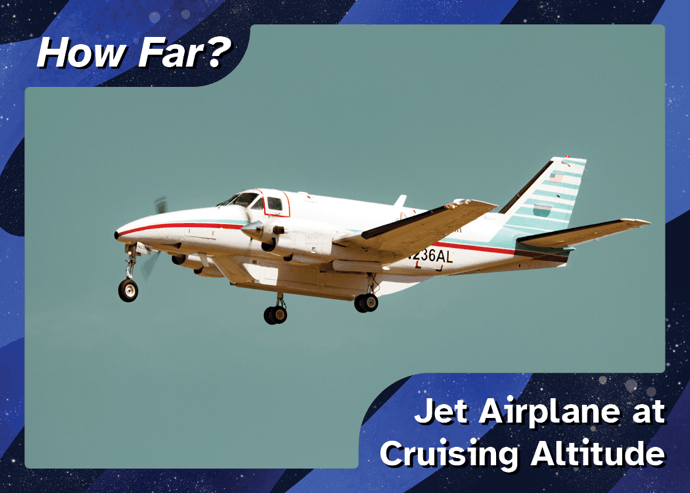 How Far?
236AL
Jet Airplane at
Cruising Altitude